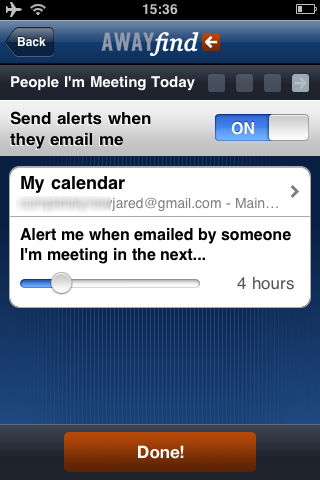 15:36
Back
AWAYfind
People I'm Meeting Today
Send alerts when
they email me
ON
My calendar
jared@gmail.com - Main…
Alert me when emailed by someone
I'm meeting in the next...
4 hours
Done!